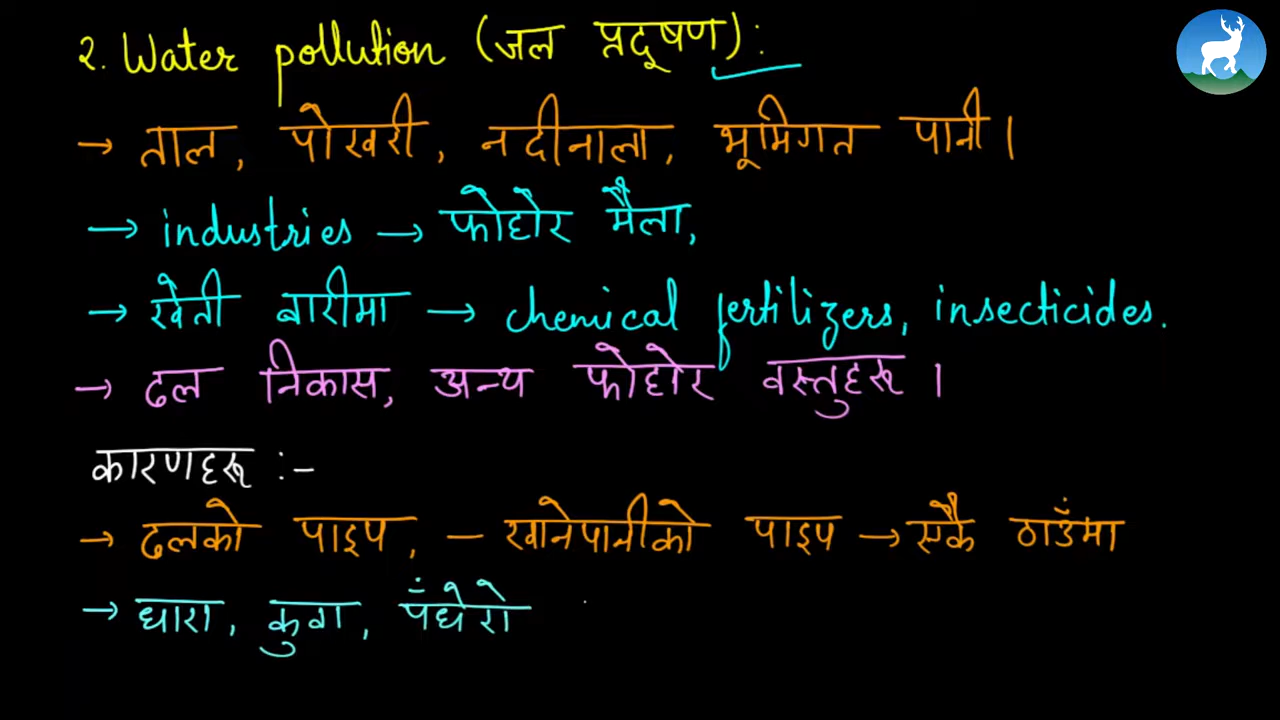 2. Water pollution (जल प्रदूषण) :
→ ताल, पोखरी, नदीनाला, भूमिगत पानी ।
→ industries → फोहोर मैला,
→ खेती बारीमा → chemical fertilizers, insecticides.
→ ढल निकास, अन्य फोहोर वस्तुहरू ।
कारणहरू :-
→ ढलको पाइप, – खानेपानीको पाइप → एकै ठाउँमा
→ धारा, कुवा, पँधेरो